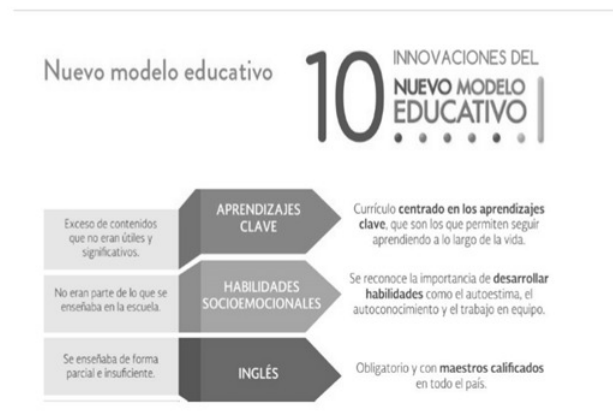 Nuevo modelo educativo
10
INNOVACIONES DEL
NUEVO MODELO
EDUCATIVO
Exceso de contenidos
que no eran útiles y
significativos.
APRENDIZAJES
CLAVE
Currículo centrado en los aprendizajes
clave, que son los que permiten seguir
aprendiendo a lo largo de la vida.
No eran parte de lo que se
enseñaba en la escuela.
HABILIDADES
SOCIOEMOCIONALES
Se reconoce la importancia de desarrollar
habilidades como el autoestima, el
autoconocimiento y el trabajo en equipo.
Se enseñaba de forma
parcial e insuficiente.
INGLÉS
Obligatorio y con maestros calificados
en todo el país.